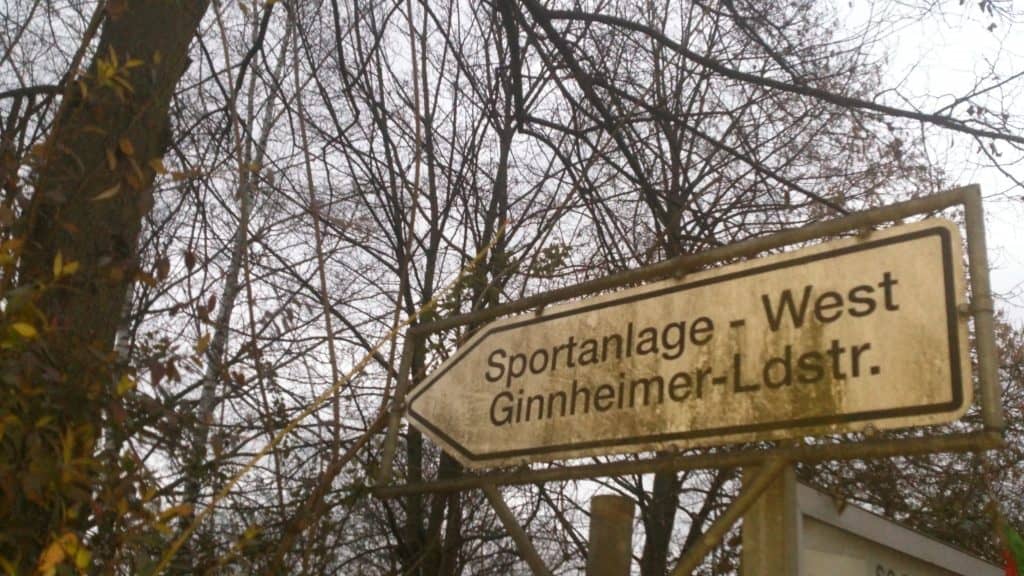 Sportanlage - West
Ginnheimer-Ldstr.